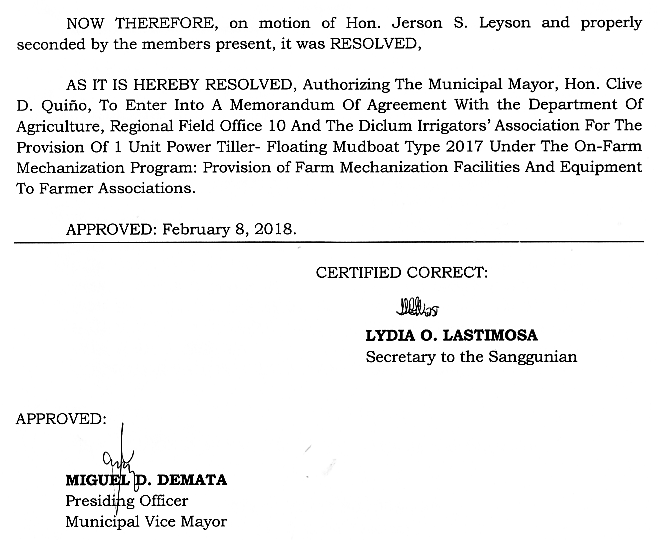 NOW THEREFORE, on motion of Hon. Jerson S. Leyson and properly
seconded by the members present, it was RESOLVED,
AS IT IS HEREBY RESOLVED, Authorizing The Municipal Mayor, Hon. Clive
D. Quiño, To Enter Into A Memorandum Of Agreement With the Department Of
Agriculture, Regional Field Office 10 And The Diclum Irrigators' Association For The
Provision Of 1 Unit Power Tiller- Floating Mudboat Type 2017 Under The On-Farm
Mechanization Program: Provision of Farm Mechanization Facilities And Equipment
To Farmer Associations.
APPROVED: February 8, 2018.
CERTIFIED CORRECT:
LYDIA O. LASTIMOSA
Secretary to the Sanggunian
APPROVED:
MIGUEL D. DEMATA
Presiding Officer
Municipal Vice Mayor